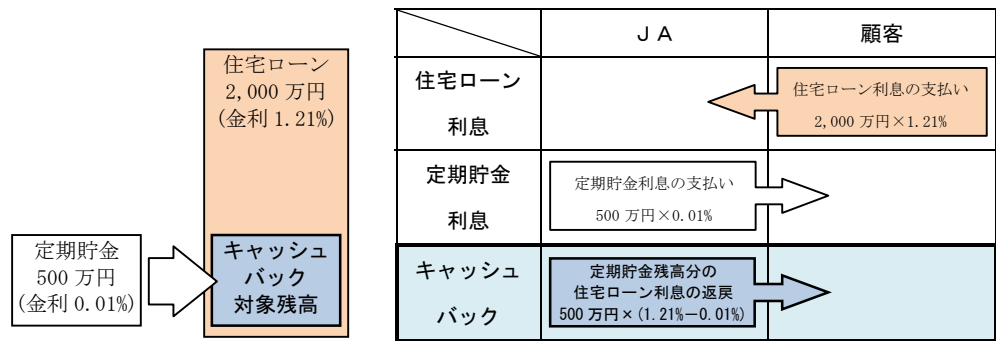 住宅ローン
2,000 万円
(金利 1.21%)
定期貯金
500 万円
(金利 0.01%)
キャッシュ
バック
対象残高
ＪＡ
顧客
住宅ローン
利息
住宅ローン利息の支払い
2,000 万円×1.21%
定期貯金
利息
定期貯金利息の支払い
500 万円×0.01%
キャッシュ
バック
定期貯金残高分の
住宅ローン利息の返戻
500 万円×(1.21%－0.01%)